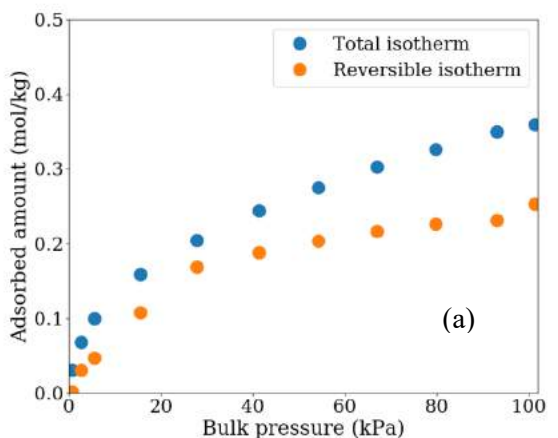 0.5
Total isotherm
Reversible isotherm
0.4
0.3
0.2
0.1
0.0
Adsorbed amount (mol/kg)
(a)
0 20 40 60 80 100
Bulk pressure (kPa)